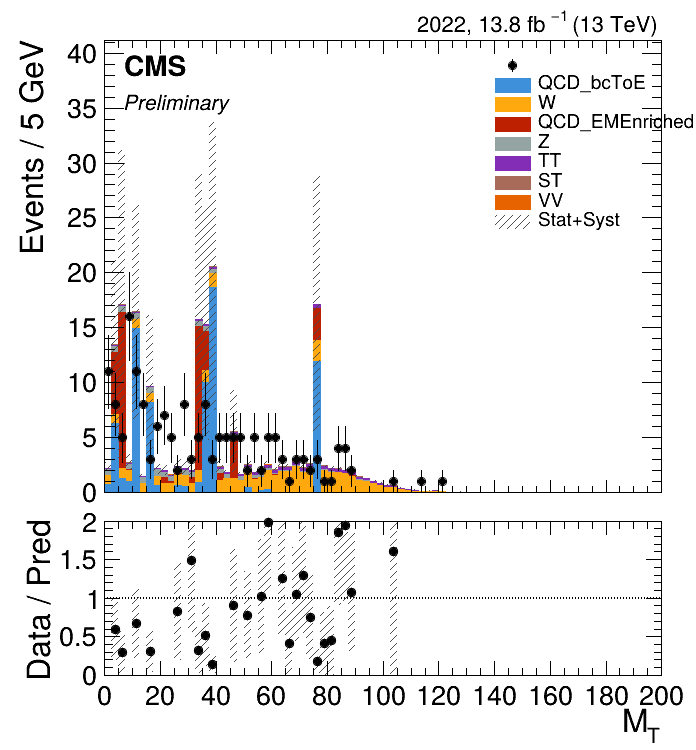 2022, 13.8 fb⁻¹ (13 TeV)
CMS
Preliminary
QCD_bcToE
W
QCD_EMEnriched
Z
TT
ST
VV
Stat+Syst
Events / 5 GeV
40
35
30
25
20
15
10
5
0
Data / Pred
2
1.5
1
0.5
0
0 20 40 60 80 100 120 140 160 180 200
M_T